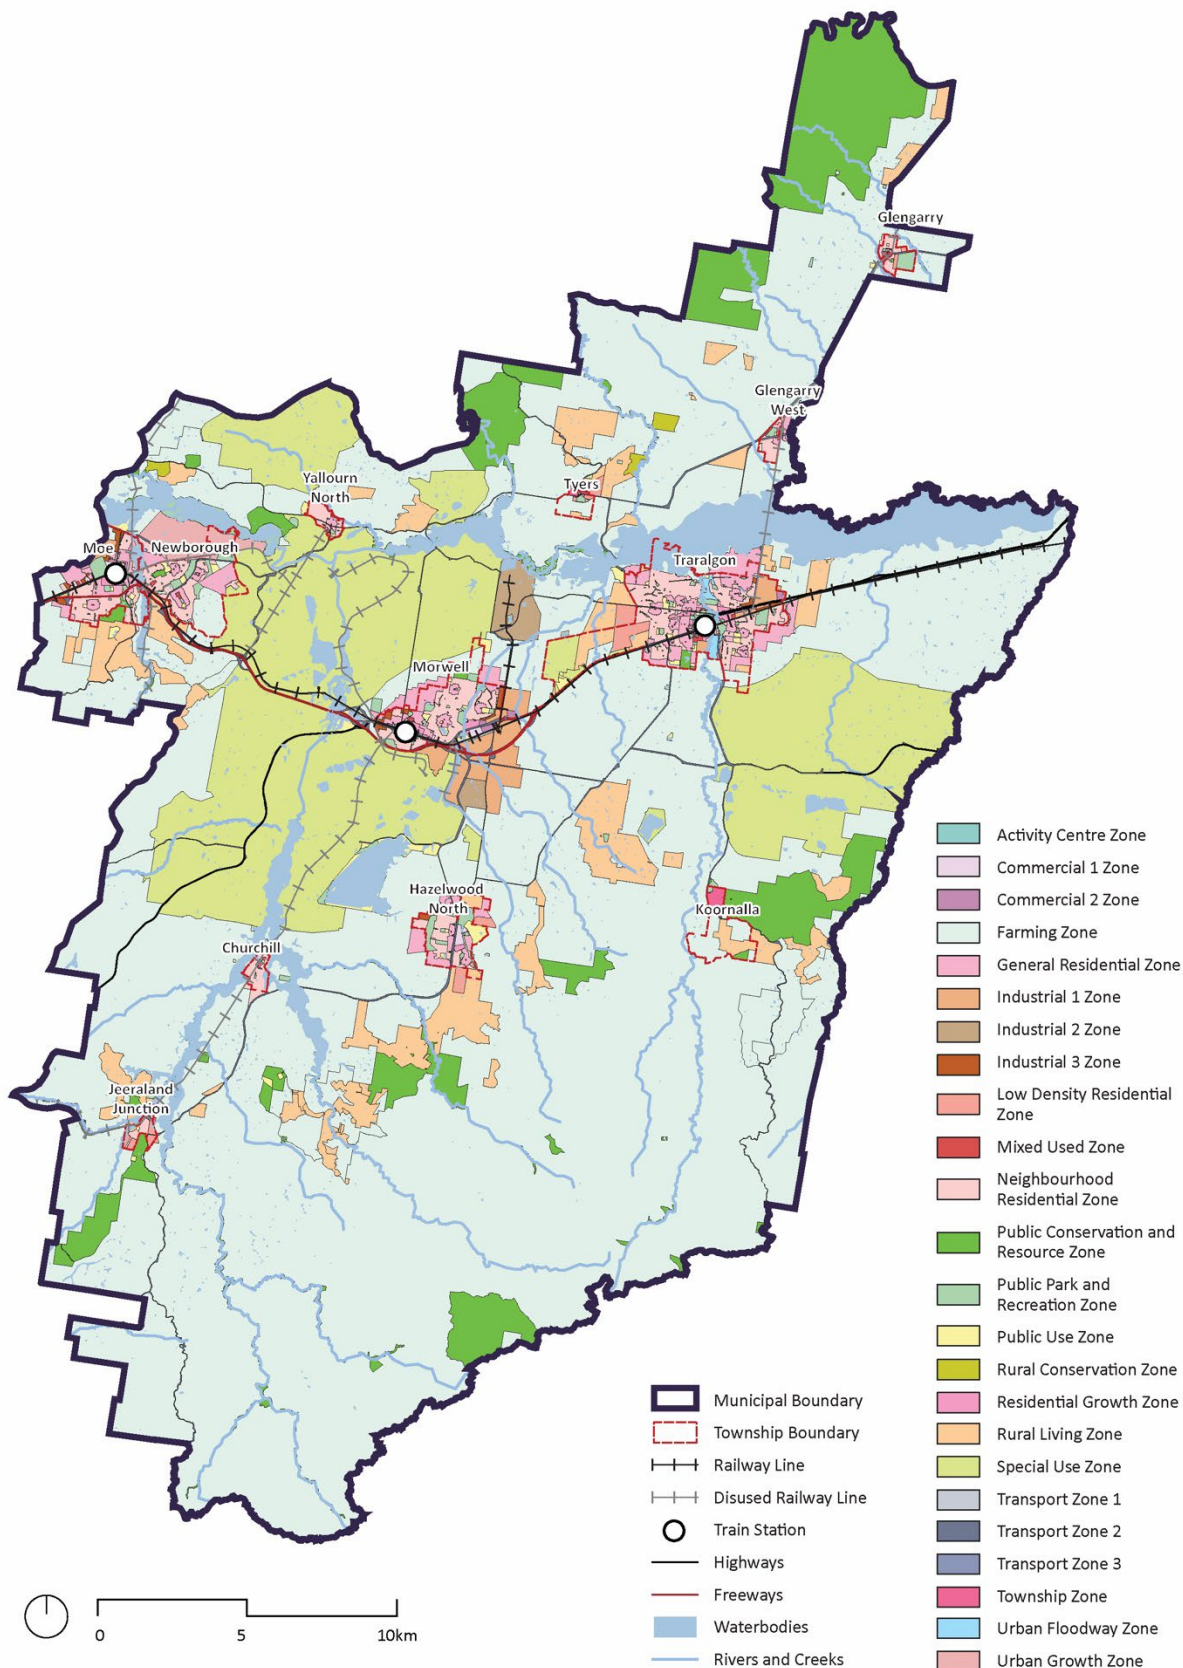 Glengarry
Glengarry
West
Tyers
Yallourn
North
Moe
Newborough
Traralgon
Morwell
Hazelwood
North
Koornalla
Churchill
Jeeraland
Junction
Activity Centre Zone
Commercial 1 Zone
Commercial 2 Zone
Farming Zone
General Residential Zone
Industrial 1 Zone
Industrial 2 Zone
Industrial 3 Zone
Low Density Residential
Zone
Mixed Used Zone
Neighbourhood
Residential Zone
Public Conservation and
Resource Zone
Public Park and
Recreation Zone
Public Use Zone
Rural Conservation Zone
Residential Growth Zone
Rural Living Zone
Special Use Zone
Transport Zone 1
Transport Zone 2
Transport Zone 3
Township Zone
Urban Floodway Zone
Urban Growth Zone
Municipal Boundary
Township Boundary
Railway Line
Disused Railway Line
Train Station
Highways
Freeways
Waterbodies
Rivers and Creeks
0 5 10km